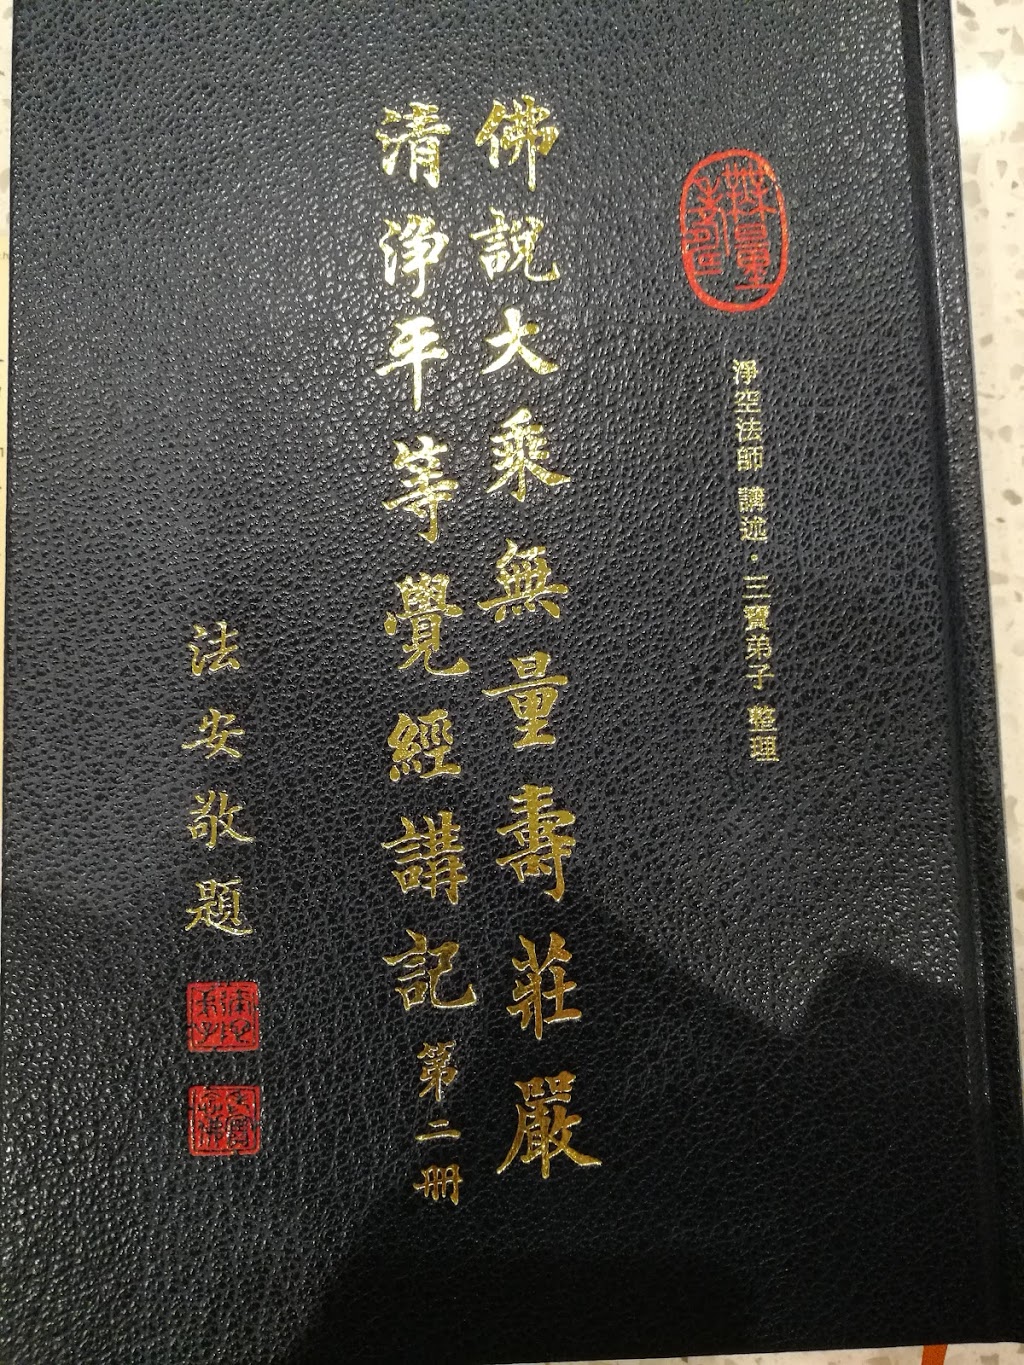 淨空法師 講述·三寶弟子 整理
佛說大乘無量壽莊嚴
清淨平等覺經講記 第二冊
法安敬題